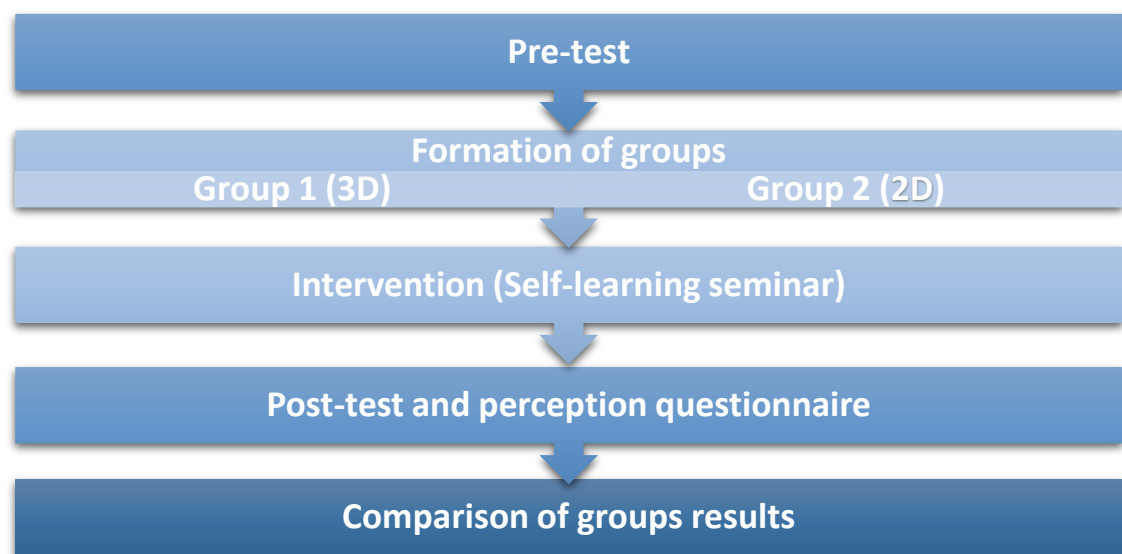 Pre-test
Formation of groups
Group 1 (3D) Group 2 (2D)
Intervention (Self-learning seminar)
Post-test and perception questionnaire
Comparison of groups results